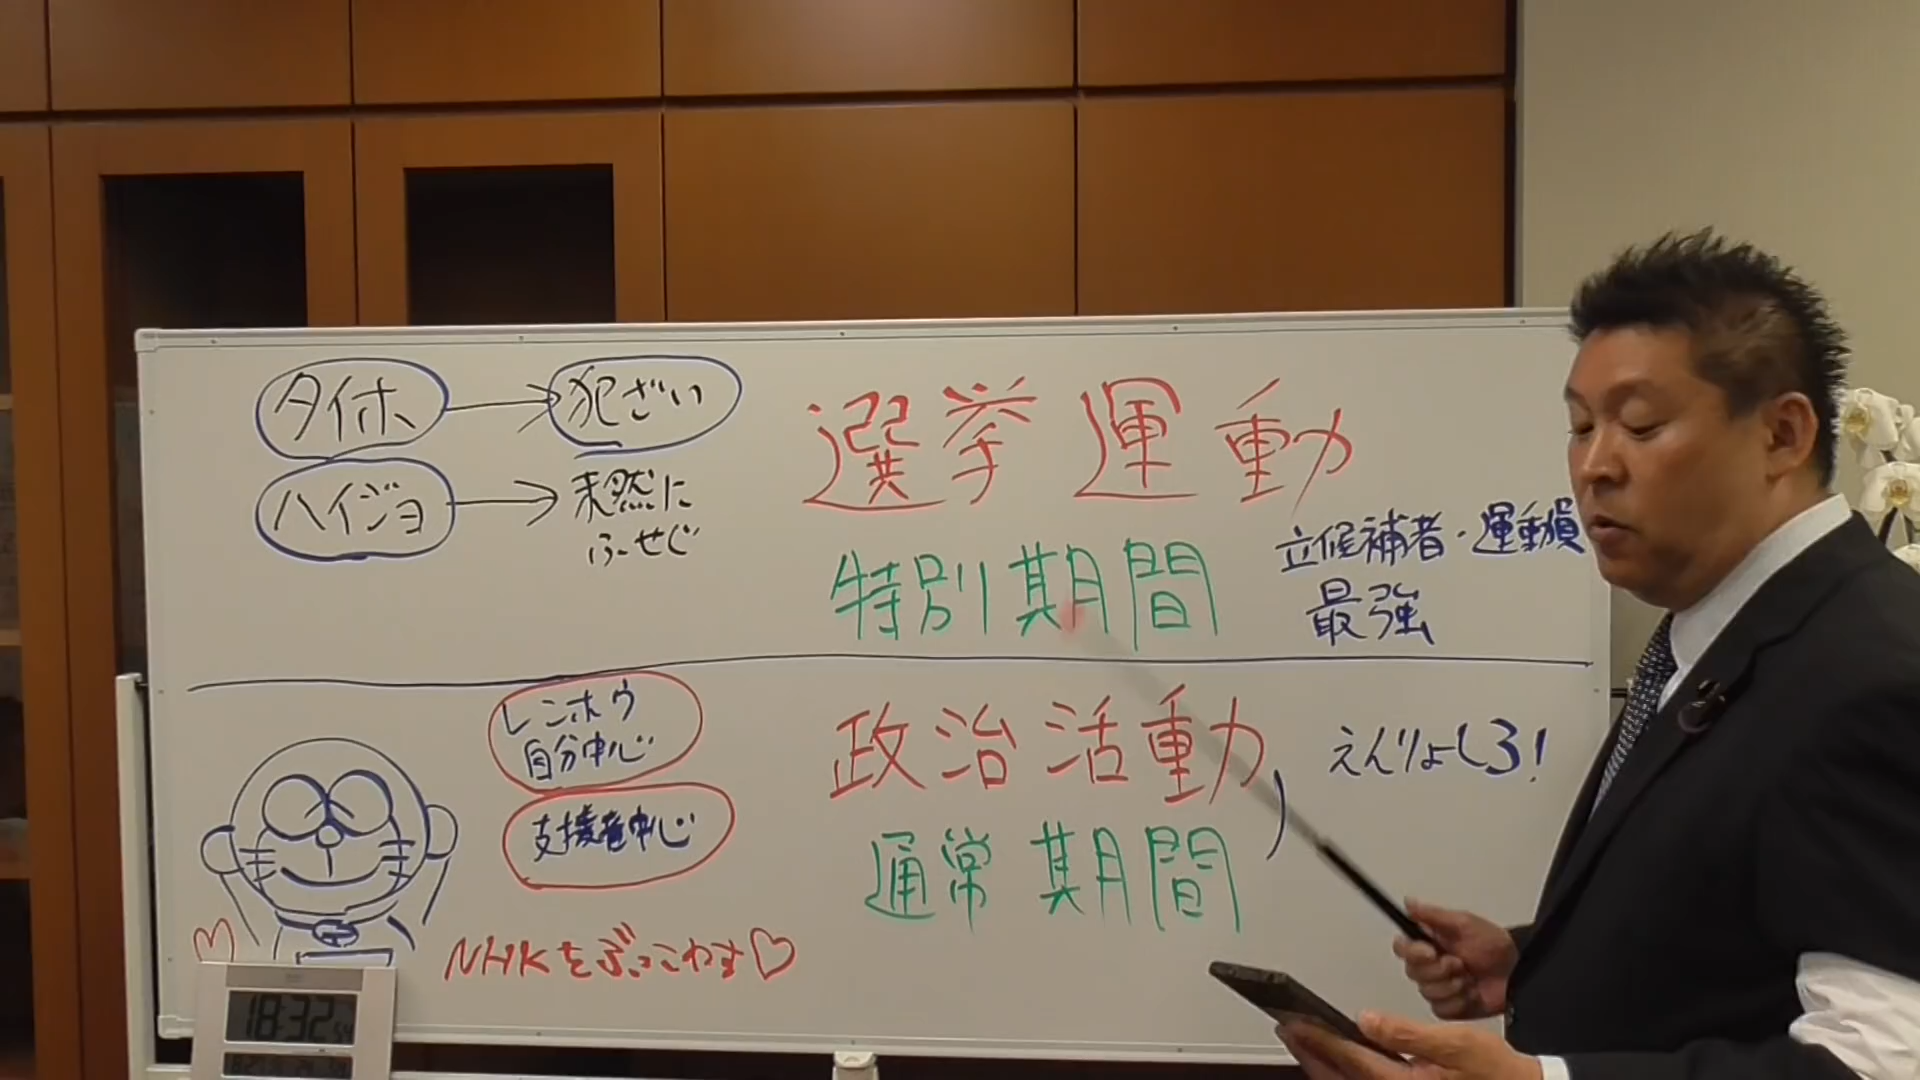 タイホ → 犯ざい
ハイジョ → 未然に
ふせぐ
選挙運動
特別期間
立候補者・運動員
最強
レンホウ
自分中心
支援者中心
政治活動
通常期間
えんりょしろ!
NHKをぶっこわす♡
18:32